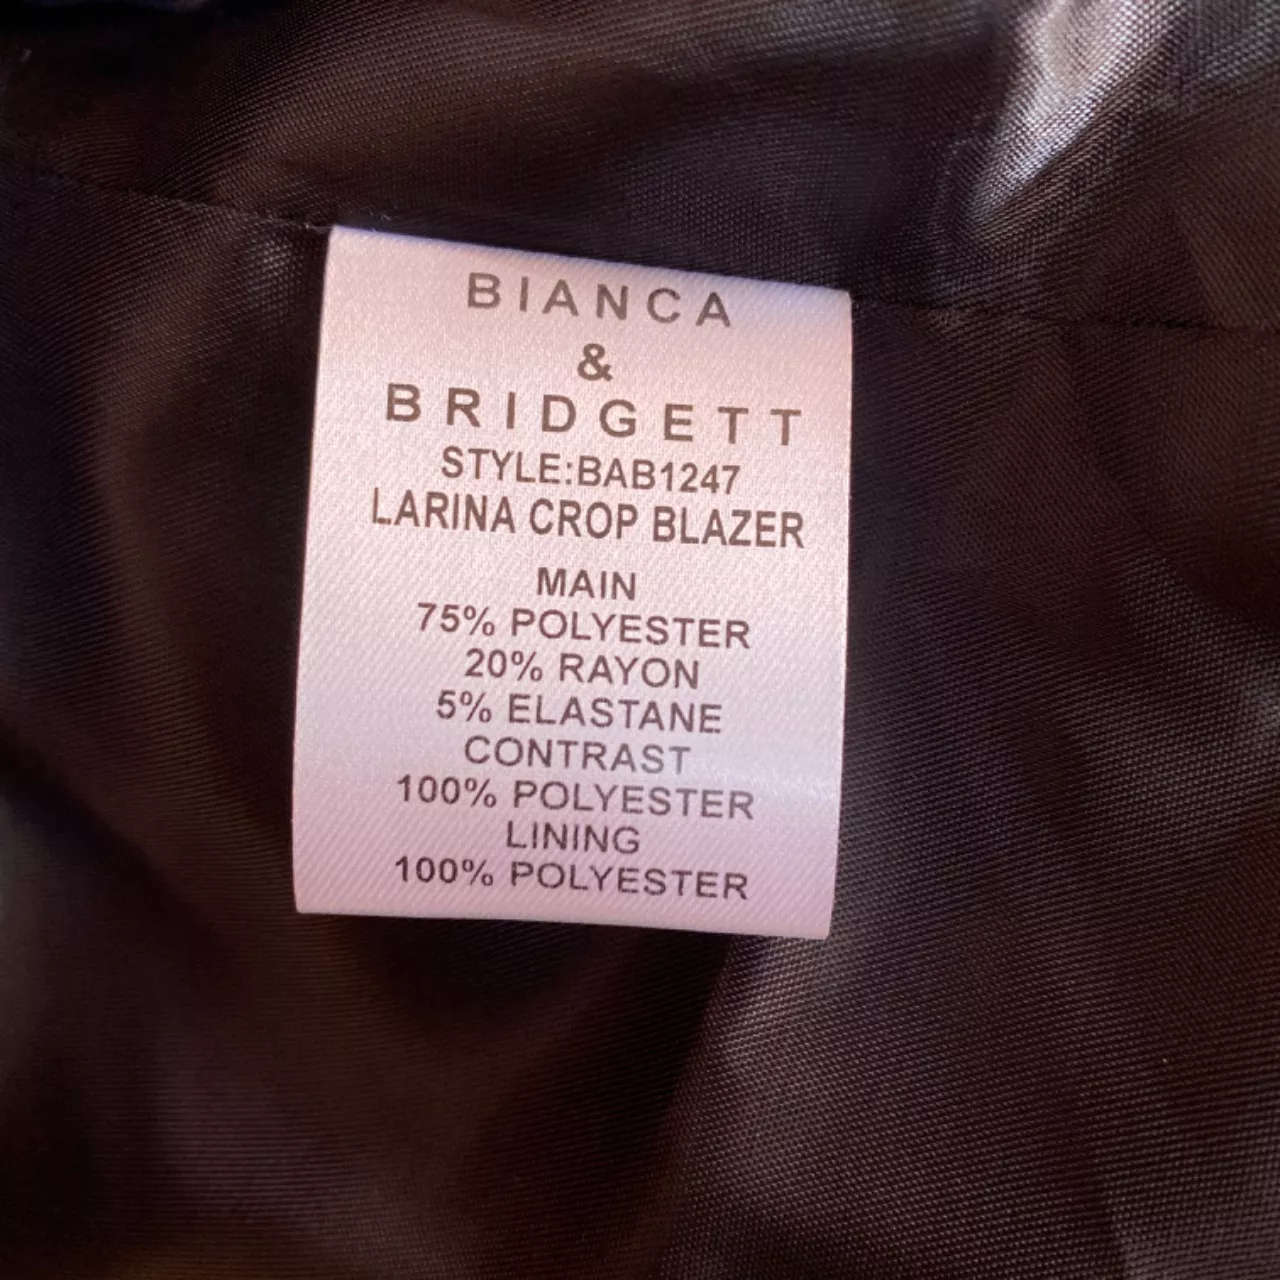 BIANCA
&
BRIDGETT
STYLE:BAB1247
LARINA CROP BLAZER
MAIN
75% POLYESTER
20% RAYON
5% ELASTANE
CONTRAST
100% POLYESTER
LINING
100% POLYESTER